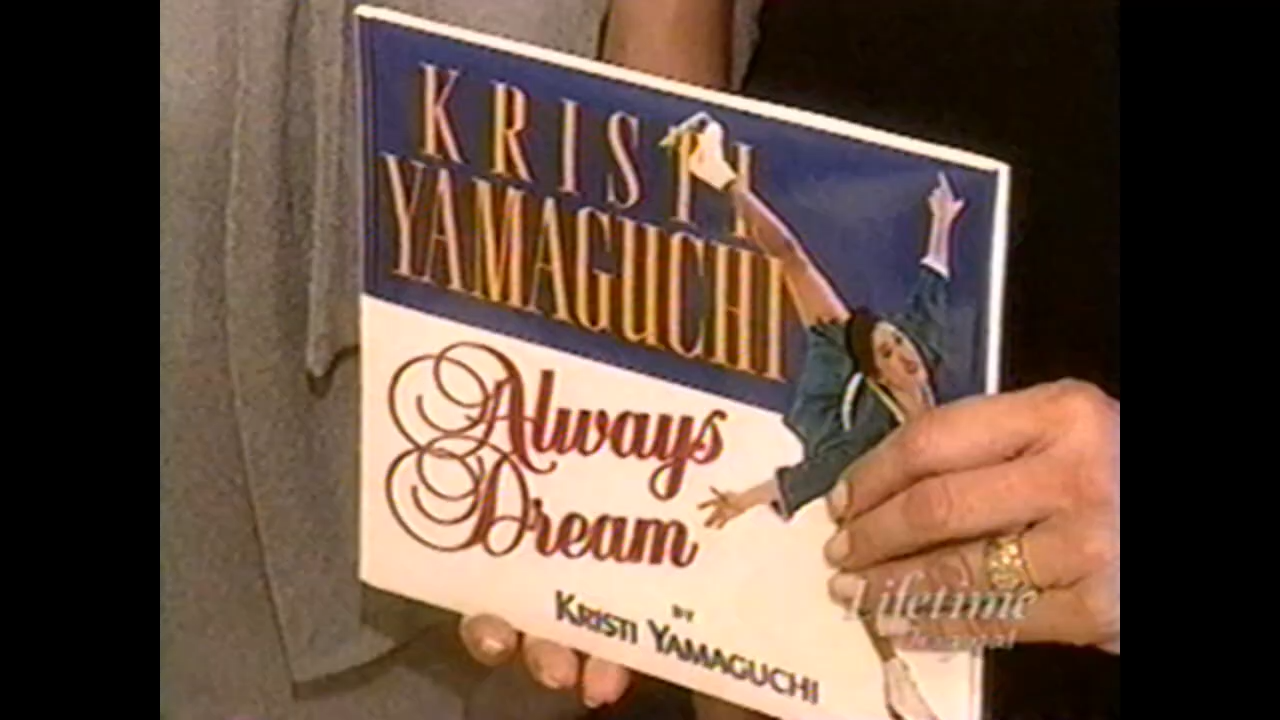 KRISTI
YAMAGUCHI
Always
Dream
BY
KRISTI YAMAGUCHI
Lifetime